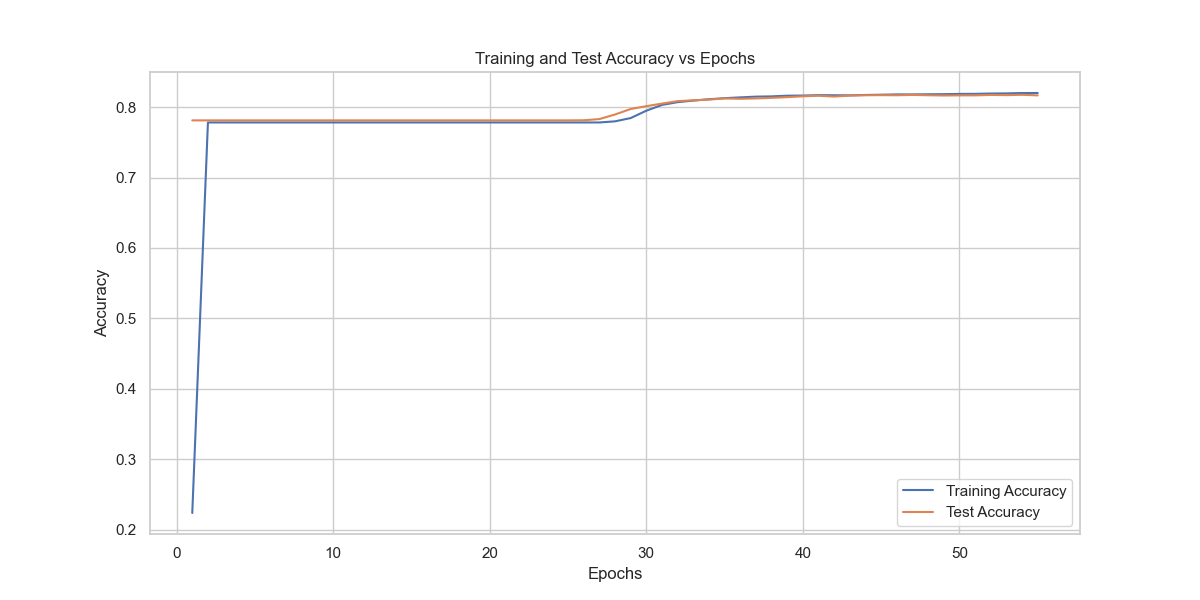 Training and Test Accuracy vs Epochs
0.8
0.7
0.6
0.5
0.4
0.3
0.2
Accuracy
Training Accuracy
Test Accuracy
0 10 20 30 40 50
Epochs